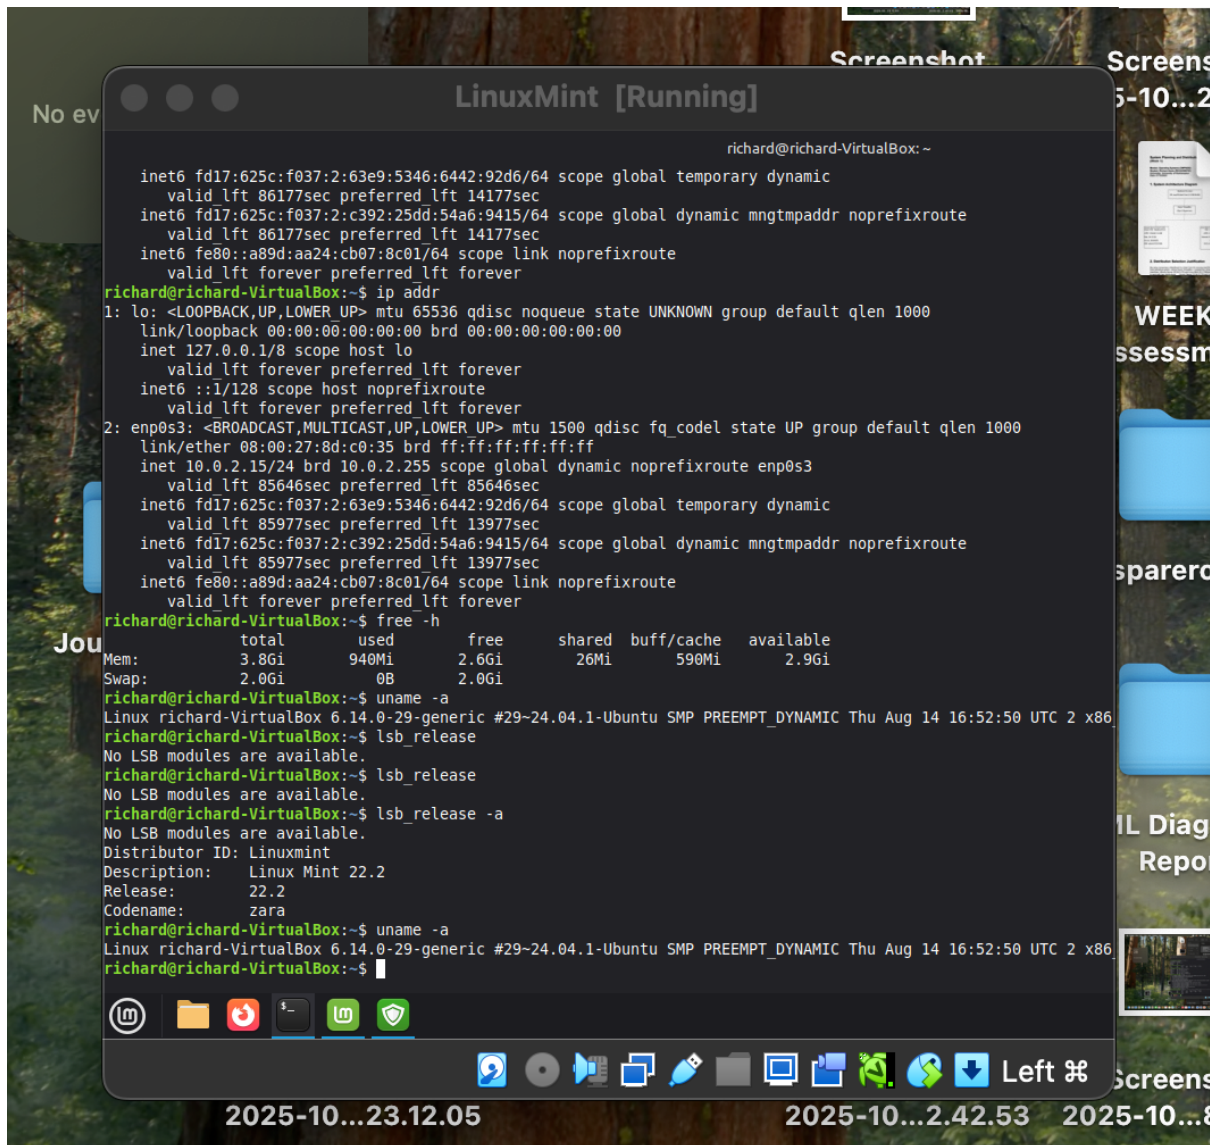 Screenshot
Screens
5-10...2
No ev
LinuxMint [Running]
richard@richard-VirtualBox: ~
inet6 fd17:625c:f037:2:63e9:5346:6442:92d6/64 scope global temporary dynamic
valid_lft 86177sec preferred_lft 14177sec
inet6 fd17:625c:f037:2:c392:25dd:54a6:9415/64 scope global dynamic mngtmpaddr noprefixroute
valid_lft 86177sec preferred_lft 14177sec
inet6 fe80::a89d:aa24:cb07:8c01/64 scope link noprefixroute
valid_lft forever preferred_lft forever
richard@richard-VirtualBox:~$ ip addr
1: lo: <LOOPBACK,UP,LOWER_UP> mtu 65536 qdisc noqueue state UNKNOWN group default qlen 1000
link/loopback 00:00:00:00:00:00 brd 00:00:00:00:00:00
inet 127.0.0.1/8 scope host lo
valid_lft forever preferred_lft forever
inet6 ::1/128 scope host noprefixroute
valid_lft forever preferred_lft forever
2: enp0s3: <BROADCAST,MULTICAST,UP,LOWER_UP> mtu 1500 qdisc fq_codel state UP group default qlen 1000
link/ether 08:00:27:8d:c0:35 brd ff:ff:ff:ff:ff:ff
inet 10.0.2.15/24 brd 10.0.2.255 scope global dynamic noprefixroute enp0s3
valid_lft 85646sec preferred_lft 85646sec
inet6 fd17:625c:f037:2:63e9:5346:6442:92d6/64 scope global temporary dynamic
valid_lft 85977sec preferred_lft 13977sec
inet6 fd17:625c:f037:2:c392:25dd:54a6:9415/64 scope global dynamic mngtmpaddr noprefixroute
valid_lft 85977sec preferred_lft 13977sec
inet6 fe80::a89d:aa24:cb07:8c01/64 scope link noprefixroute
valid_lft forever preferred_lft forever
richard@richard-VirtualBox:~$ free -h
total used free shared buff/cache available
Mem: 3.8Gi 940Mi 2.6Gi 26Mi 590Mi 2.9Gi
Swap: 2.0Gi 0B 2.0Gi
richard@richard-VirtualBox:~$ uname -a
Linux richard-VirtualBox 6.14.0-29-generic #29~24.04.1-Ubuntu SMP PREEMPT_DYNAMIC Thu Aug 14 16:52:50 UTC 2 x86_
richard@richard-VirtualBox:~$ lsb_release
No LSB modules are available.
richard@richard-VirtualBox:~$ lsb_release
No LSB modules are available.
richard@richard-VirtualBox:~$ lsb_release -a
No LSB modules are available.
Distributor ID: Linuxmint
Description: Linux Mint 22.2
Release: 22.2
Codename: zara
richard@richard-VirtualBox:~$ uname -a
Linux richard-VirtualBox 6.14.0-29-generic #29~24.04.1-Ubuntu SMP PREEMPT_DYNAMIC Thu Aug 14 16:52:50 UTC 2 x86_
richard@richard-VirtualBox:~$
Left ⌘
WEEK
ssessm
sparero
Jou
ML Diag
Repor
Screens
2025-10...23.12.05
2025-10...2.42.53
2025-10...8